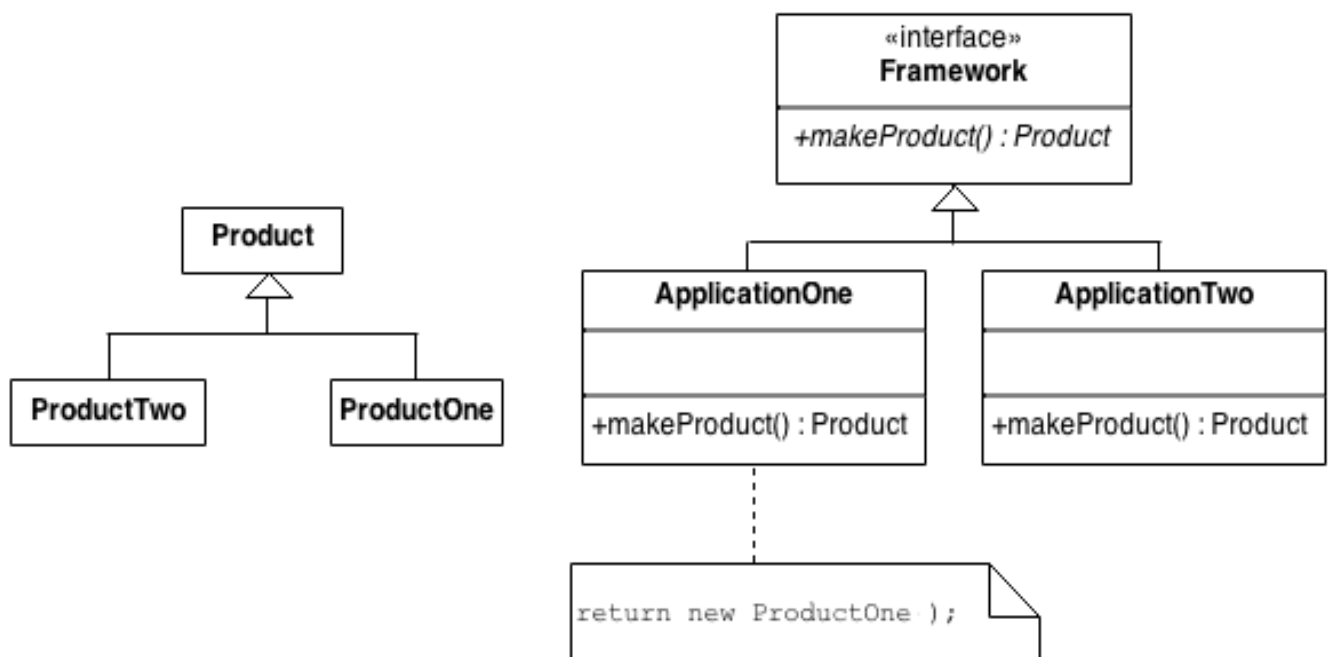 «interface»
Framework
+makeProduct() : Product
Product
ProductTwo
ProductOne
ApplicationOne
+makeProduct() : Product
ApplicationTwo
+makeProduct() : Product
return new ProductOne );